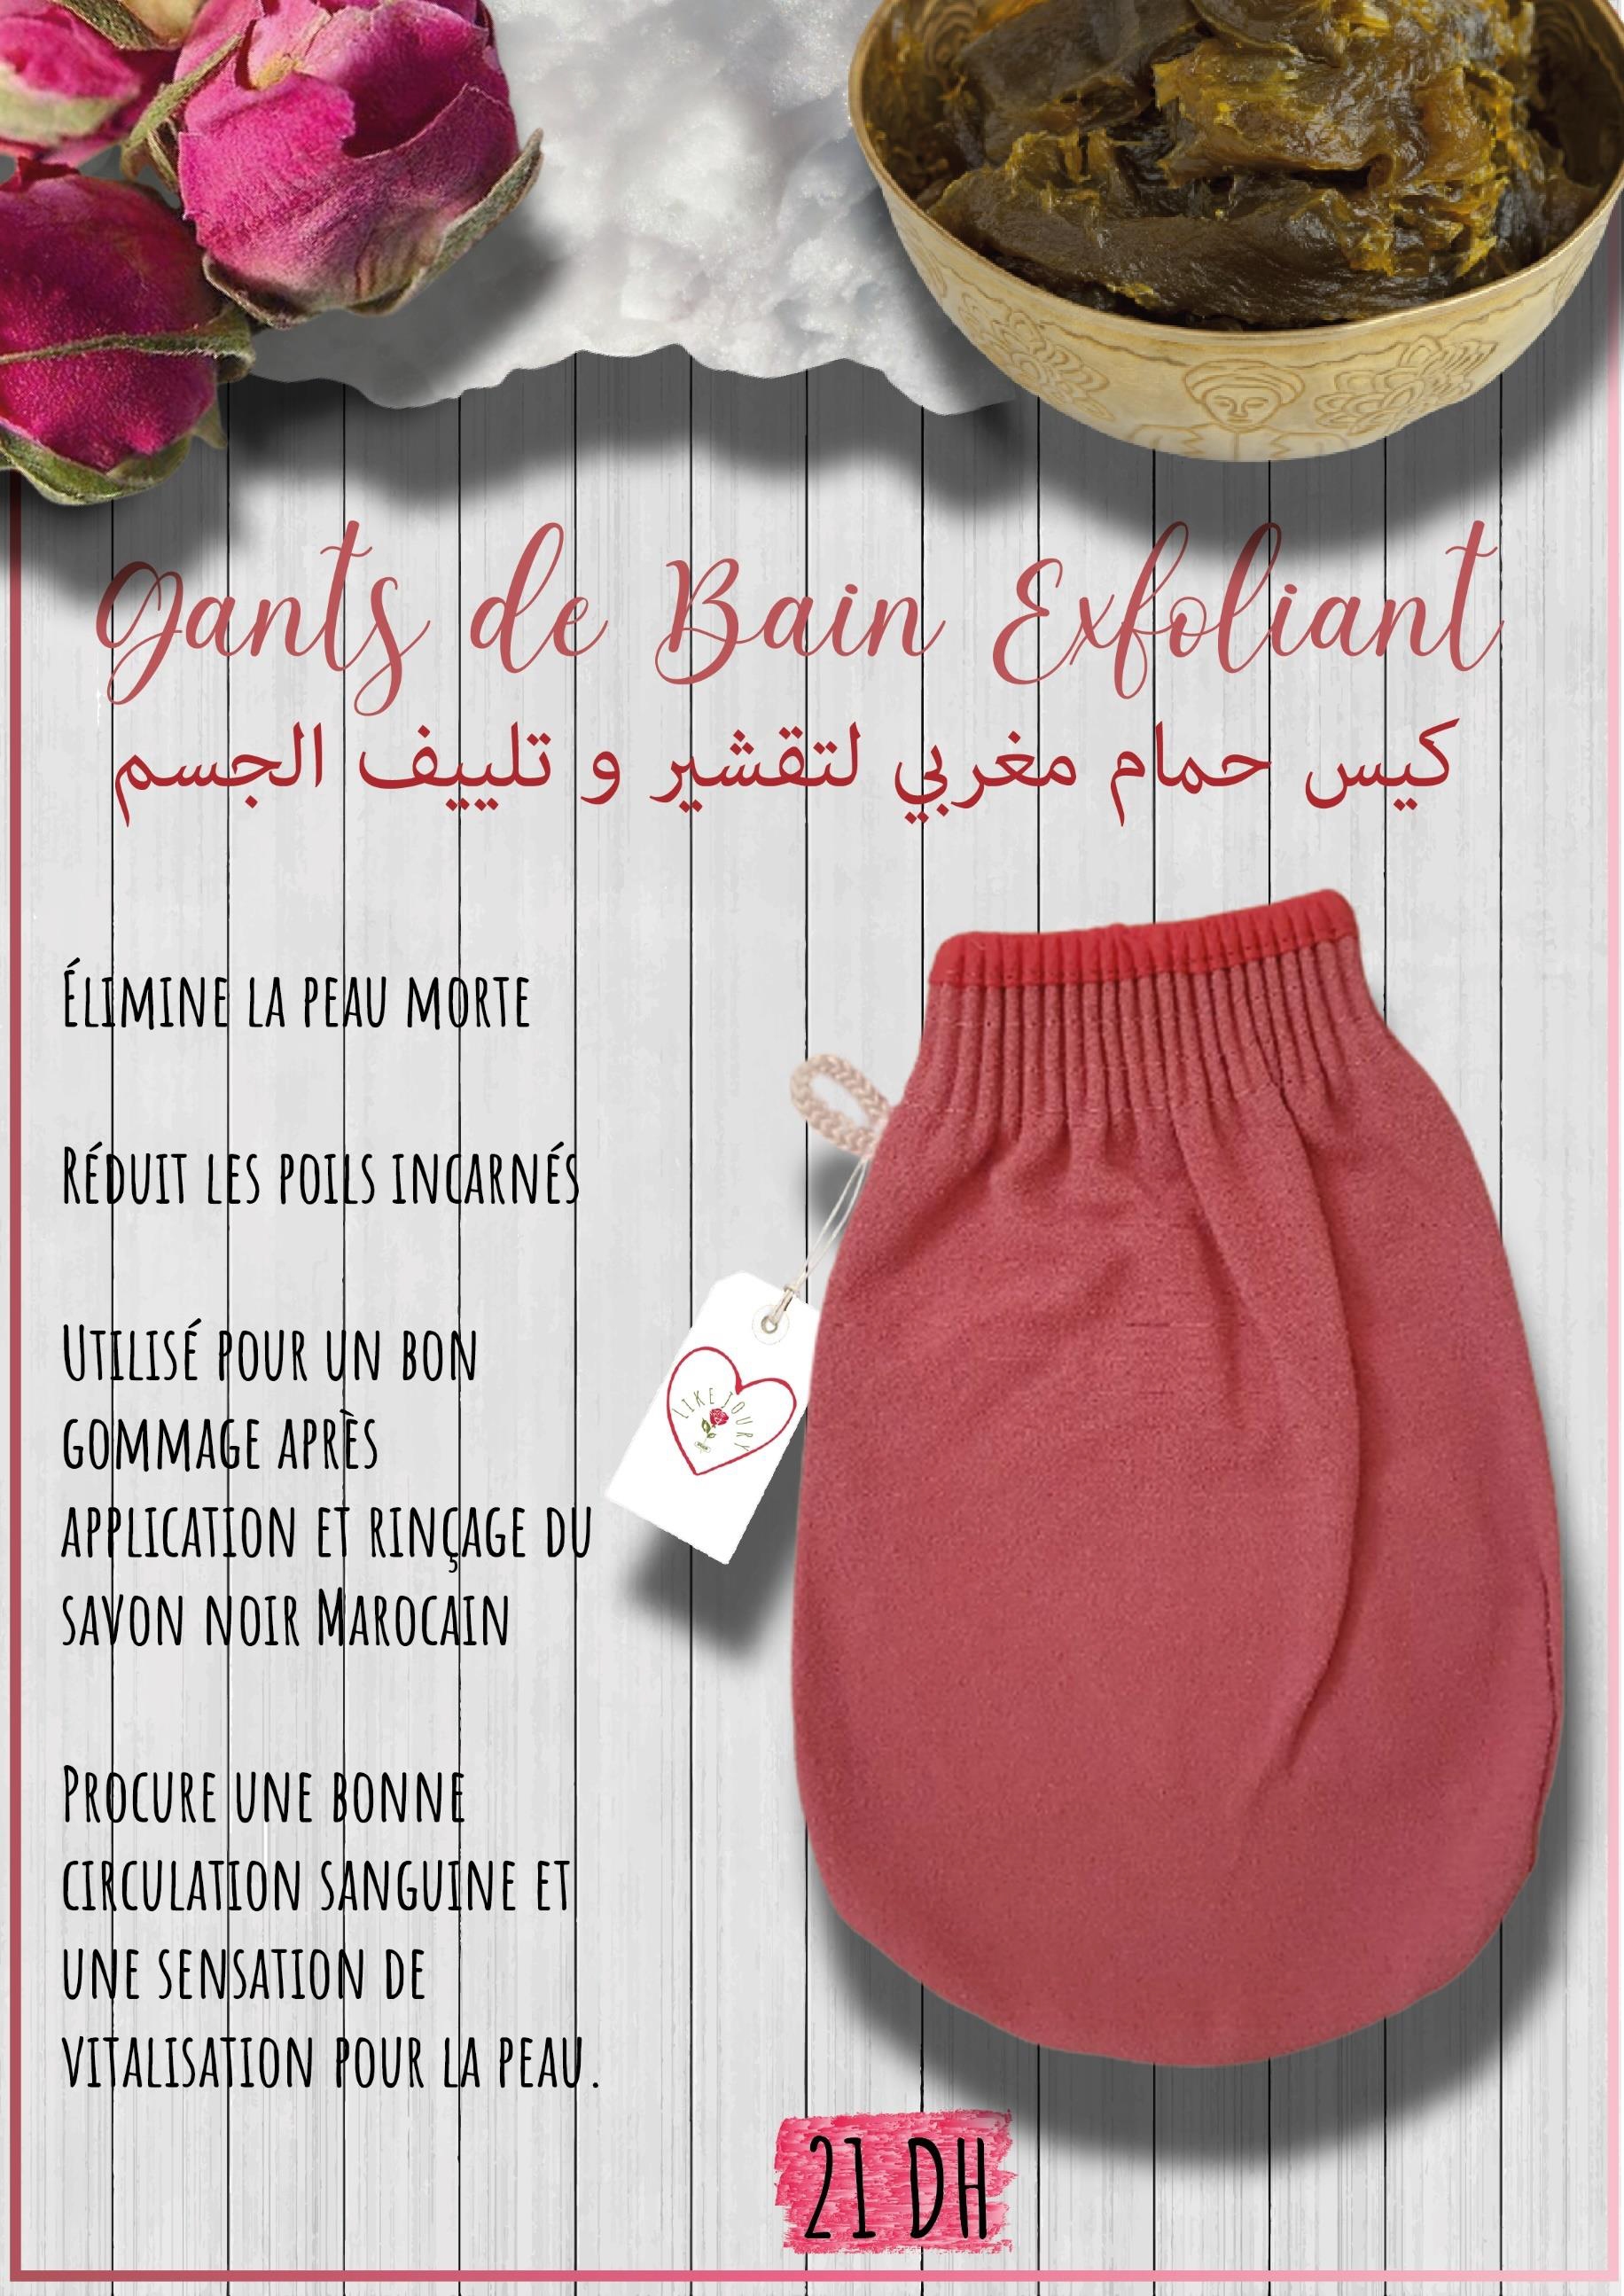 Gants de Bain Exfoliant
كيس حمام مغربي لتقشير و تلييف الجسم
Élimine la peau morte
Réduit les poils incarnés
Utilisé pour un bon
gommage après
application et rinçage du
savon noir Marocain
Procure une bonne
circulation sanguine et
une sensation de
vitalisation pour la peau.
LIKE JOURY
21 DH